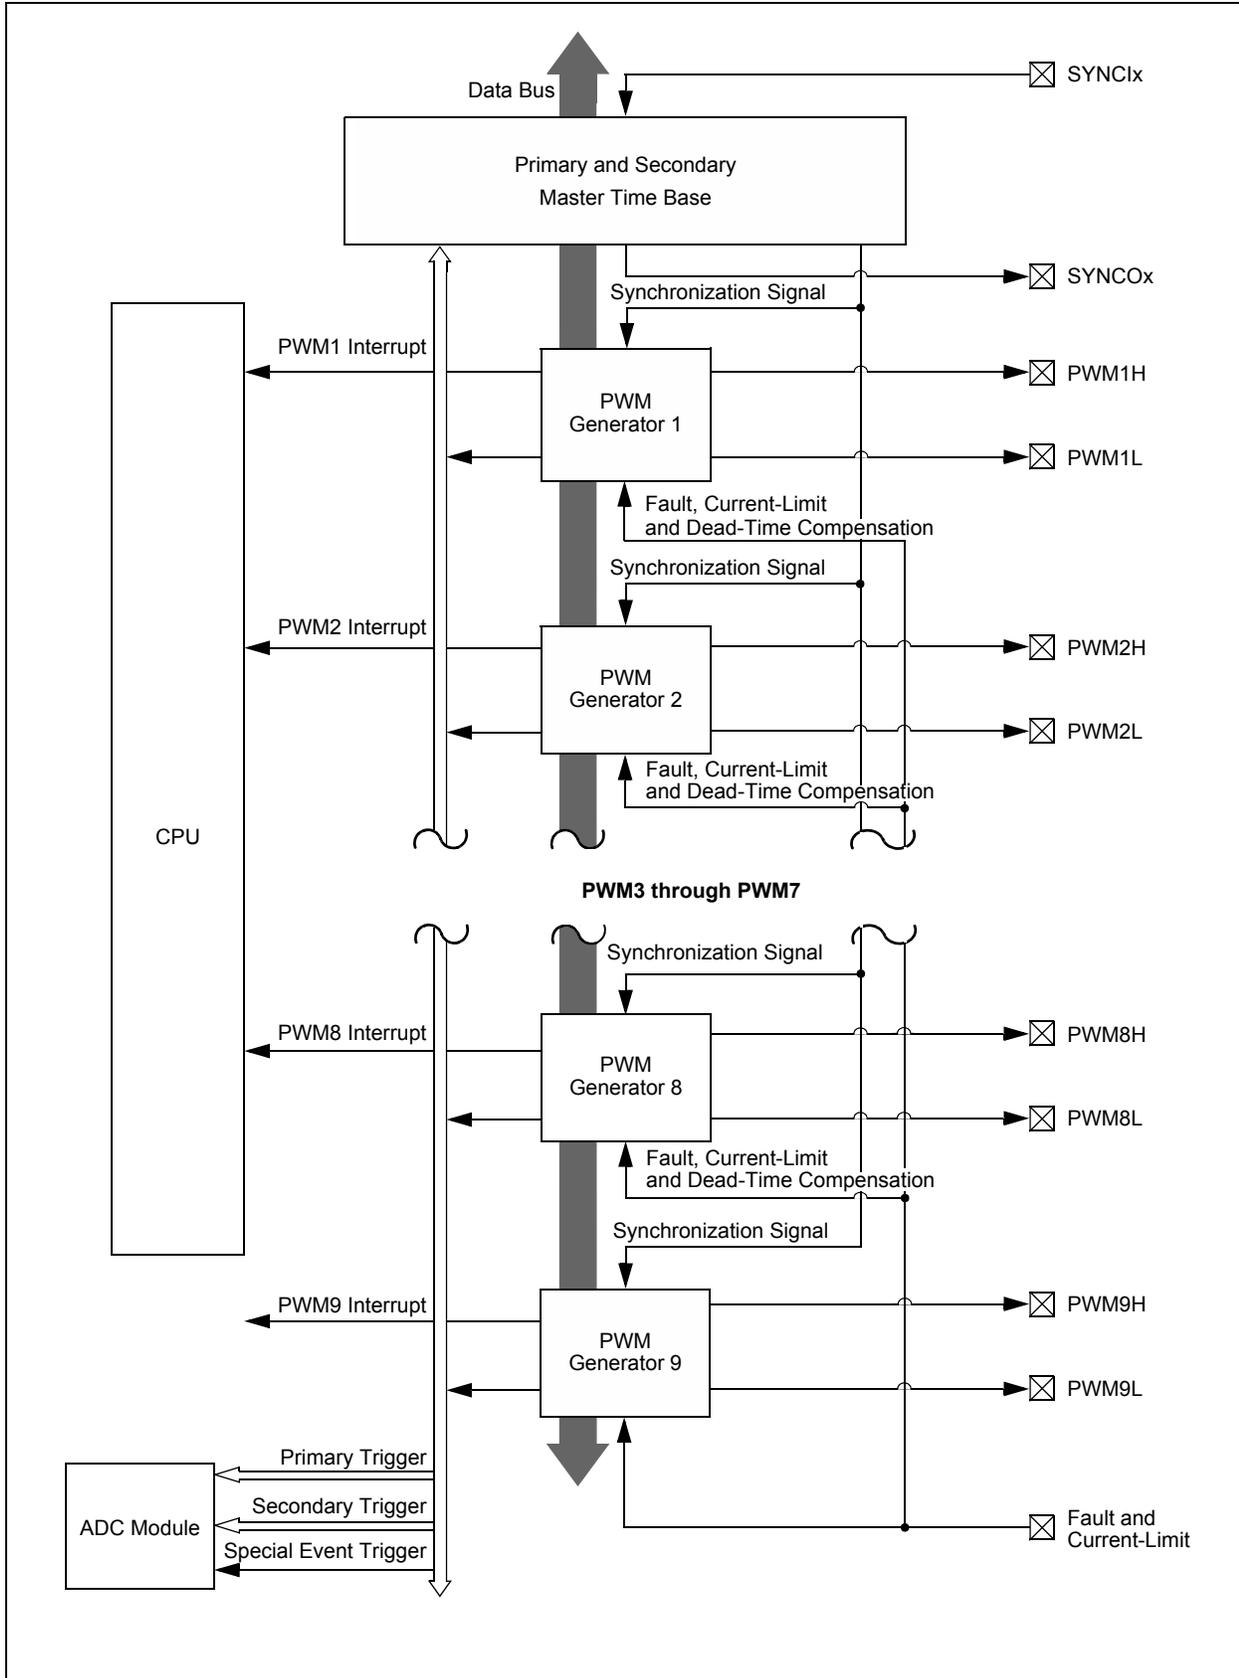 SYNCIx
Data Bus
Primary and Secondary
Master Time Base
SYNCOx
Synchronization Signal
PWM1 Interrupt
PWM1H
PWM
Generator 1
PWM1L
Fault, Current-Limit
and Dead-Time Compensation
Synchronization Signal
PWM2 Interrupt
PWM2H
PWM
Generator 2
PWM2L
Fault, Current-Limit
and Dead-Time Compensation
CPU
PWM3 through PWM7
Synchronization Signal
PWM8 Interrupt
PWM8H
PWM
Generator 8
PWM8L
Fault, Current-Limit
and Dead-Time Compensation
Synchronization Signal
PWM9 Interrupt
PWM9H
PWM
Generator 9
PWM9L
Primary Trigger
Secondary Trigger
ADC Module
Special Event Trigger
Fault and
Current-Limit